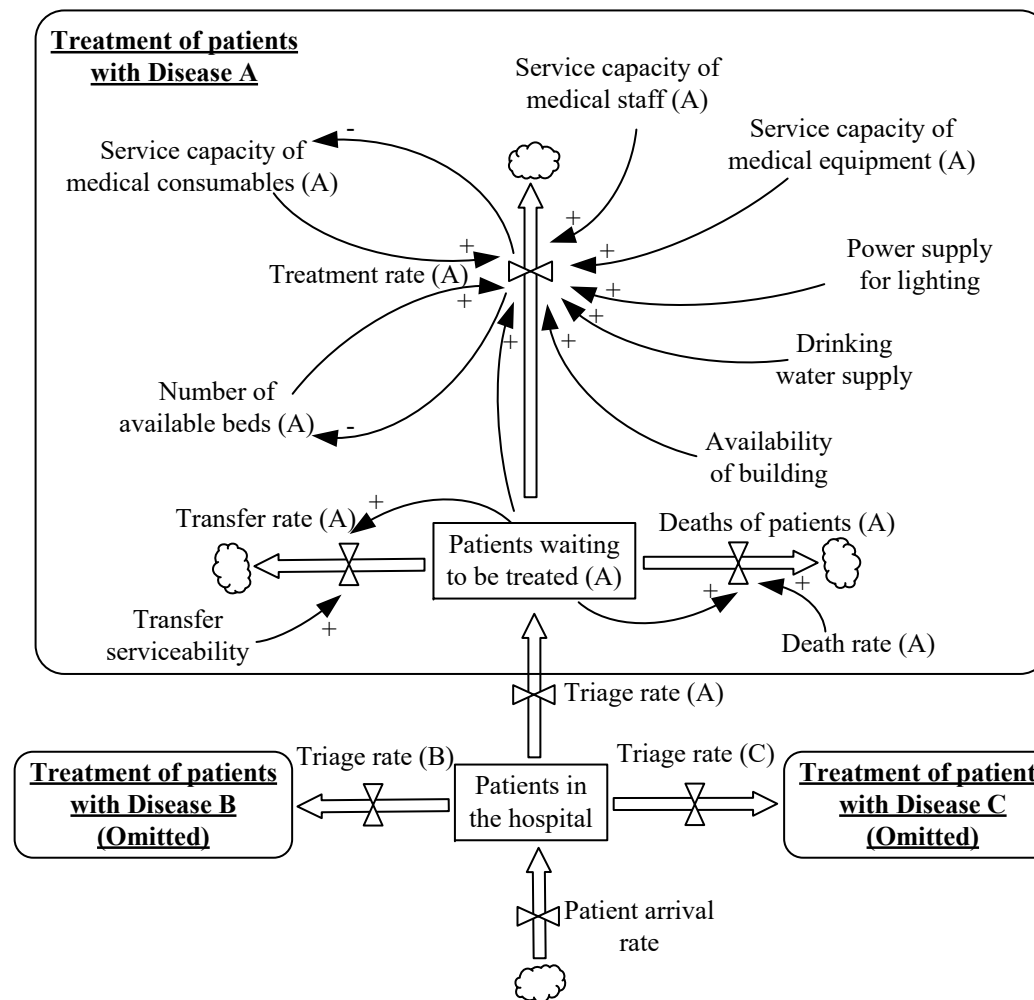 Treatment of patients
with Disease A
Service capacity of
medical staff (A)
Service capacity of
medical equipment (A)
-
Service capacity of
medical consumables (A)
+
+
+
Treatment rate (A)
Power supply
for lighting
+
+
+
+
+
Drinking
water supply
Number of
available beds (A)
-
Availability
of building
+
Transfer rate (A)
Deaths of patients (A)
Patients waiting
to be treated (A)
+
+
Transfer
serviceability
+
Death rate (A)
Triage rate (A)
Triage rate (B)
Triage rate (C)
Treatment of patients
with Disease B
(Omitted)
Patients in
the hospital
Treatment of patient
with Disease C
(Omitted)
Patient arrival
rate